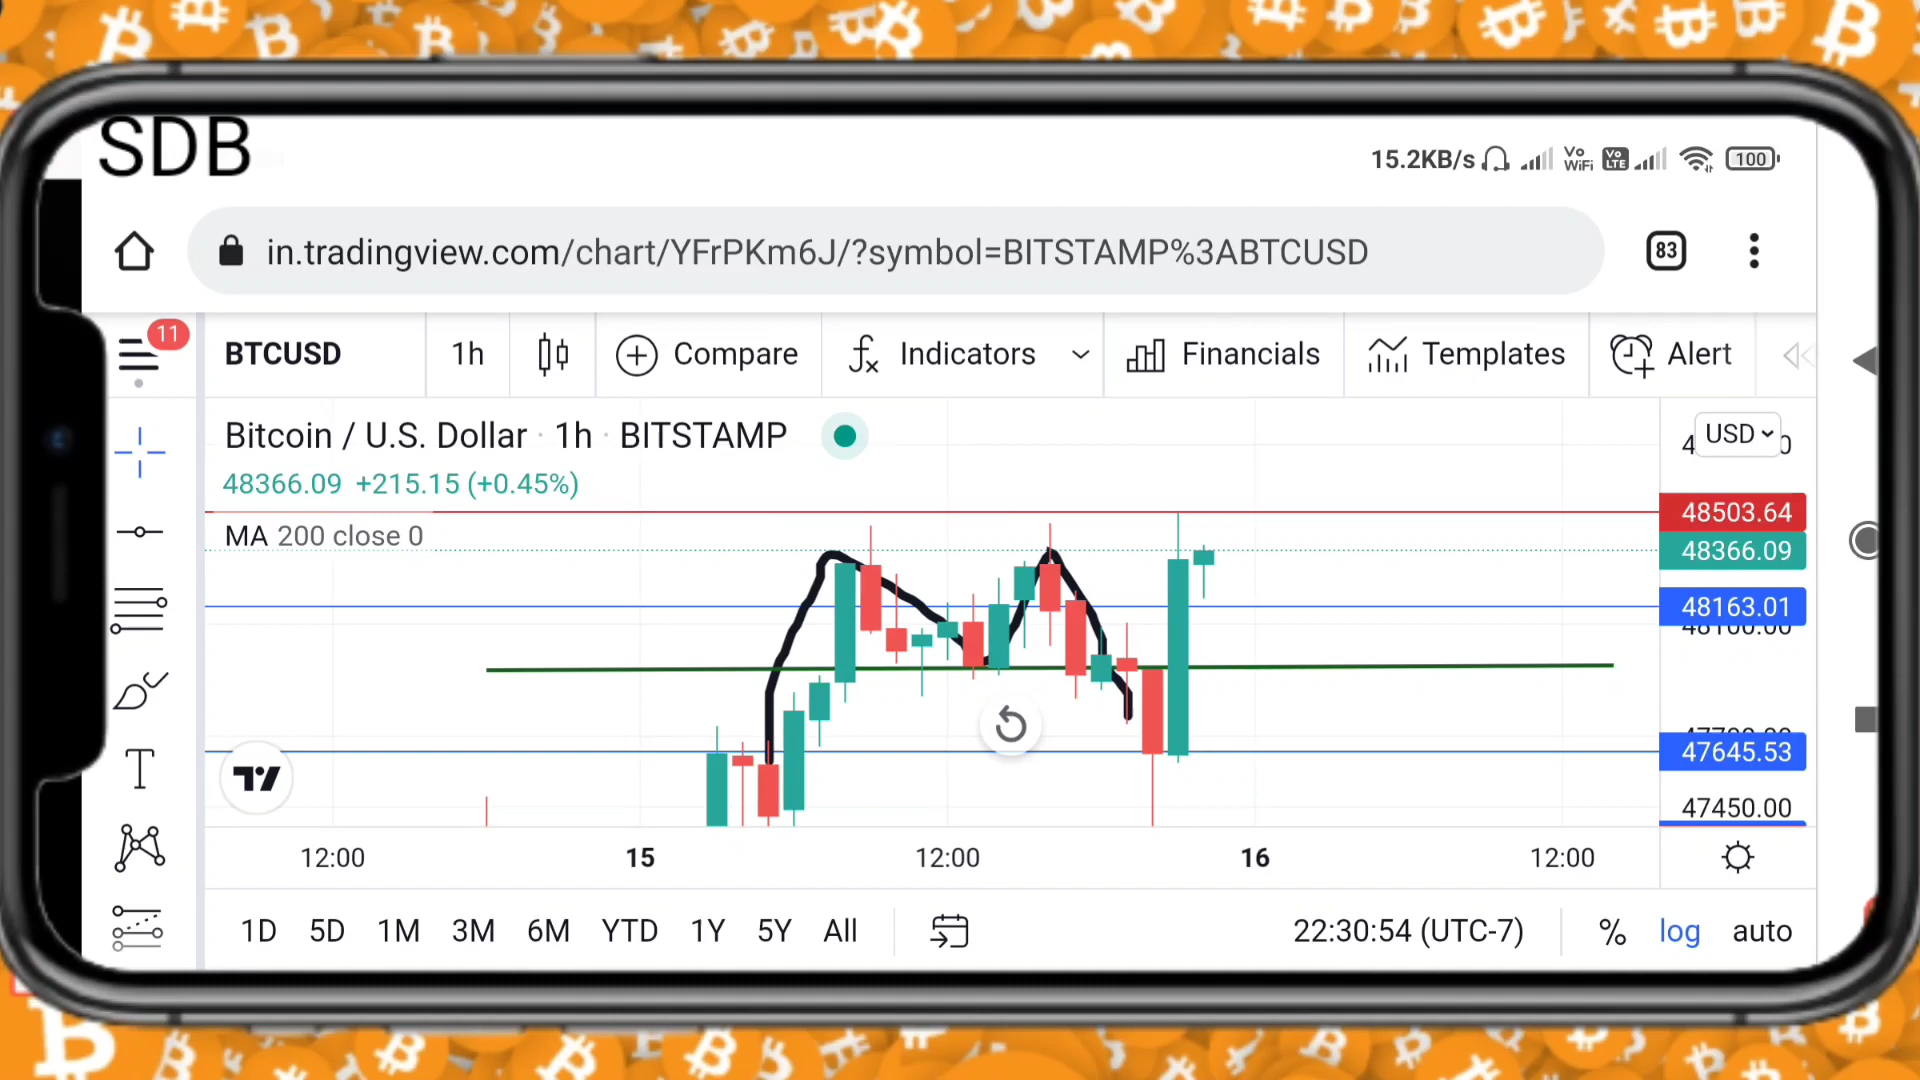 SDB
15.2KB/s Vo WiFi Vo LTE 100
in.tradingview.com/chart/YFrPKm6J/?symbol=BITSTAMP%3ABTCUSD
83
11
BTCUSD 1h Compare Indicators Financials Templates Alert
Bitcoin / U.S. Dollar · 1h · BITSTAMP
USD
48366.09 +215.15 (+0.45%)
48503.64
MA 200 close 0
48366.09
48163.01
47645.53
47450.00
12:00 15 12:00 16 12:00
1D 5D 1M 3M 6M YTD 1Y 5Y All 22:30:54 (UTC-7) % log auto